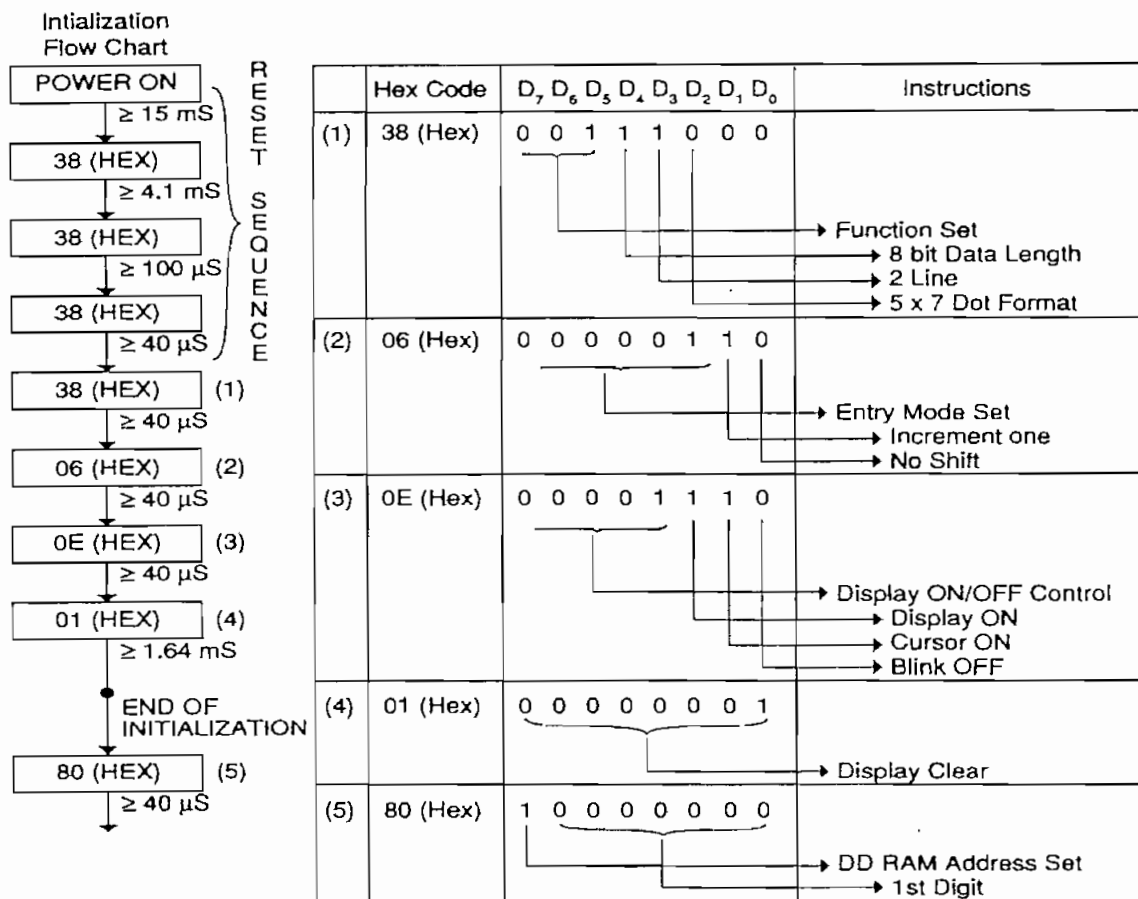 Intialization
Flow Chart
POWER ON
≥ 15 mS
38 (HEX)
≥ 4.1 mS
38 (HEX)
≥ 100 µS
38 (HEX)
≥ 40 µS
38 (HEX) (1)
≥ 40 µS
06 (HEX) (2)
≥ 40 µS
0E (HEX) (3)
≥ 40 µS
01 (HEX) (4)
≥ 1.64 mS
END OF
INITIALIZATION
80 (HEX) (5)
≥ 40 µS
RESET SEQUENCE
Hex Code D7 D6 D5 D4 D3 D2 D1 D0 Instructions
(1) 38 (Hex) 0 0 1 1 1 0 0 0
Function Set
8 bit Data Length
2 Line
5 x 7 Dot Format
(2) 06 (Hex) 0 0 0 0 0 1 1 0
Entry Mode Set
Increment one
No Shift
(3) 0E (Hex) 0 0 0 0 1 1 1 0
Display ON/OFF Control
Display ON
Cursor ON
Blink OFF
(4) 01 (Hex) 0 0 0 0 0 0 0 1
Display Clear
(5) 80 (Hex) 1 0 0 0 0 0 0 0
DD RAM Address Set
1st Digit